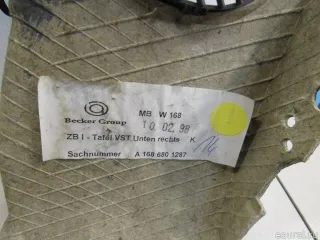 MB W 168
Becker Group
10.02.98
ZB I - Tafel VST Unten rechts K
Sachnummer A 168 680 1287